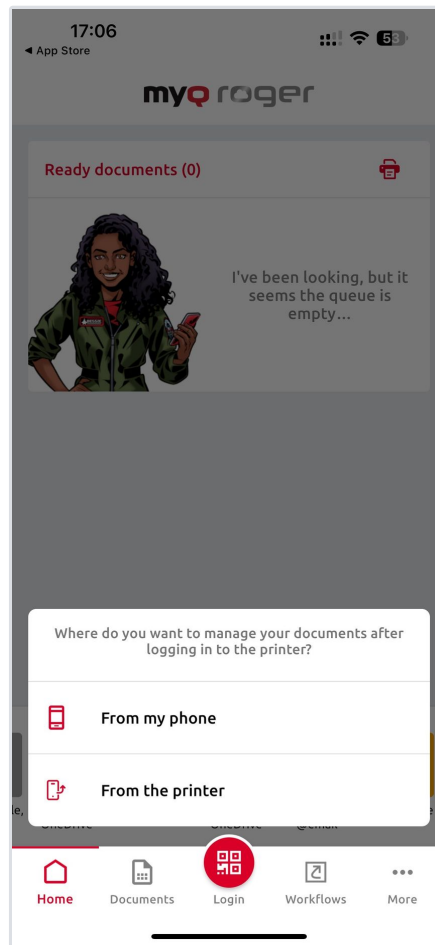 17:06
53
◀ App Store
myQ roger
Ready documents (0)
I've been looking, but it
seems the queue is
empty...
Where do you want to manage your documents after
logging in to the printer?
From my phone
From the printer
Home
Documents
Login
Workflows
More